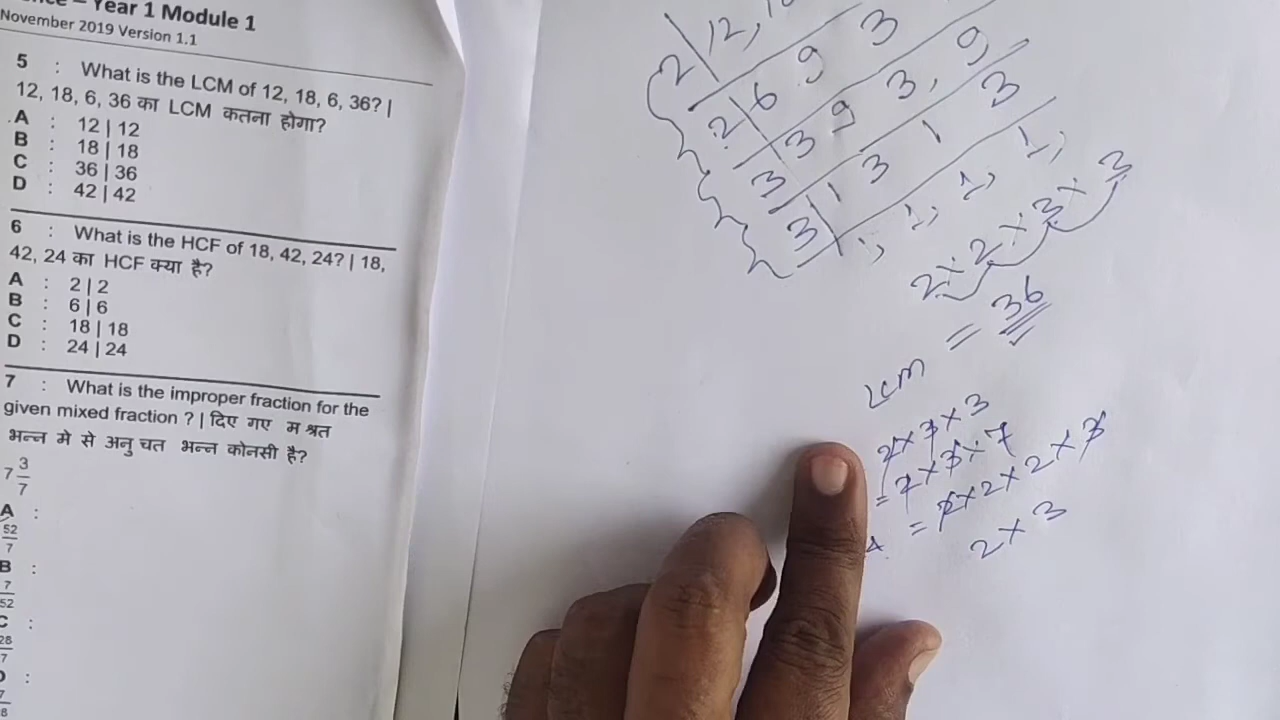 – Year 1 Module 1
November 2019 Version 1.1
5 : What is the LCM of 12, 18, 6, 36? |
12, 18, 6, 36 का LCM कतना होगा?
A : 12 | 12
B : 18 | 18
C : 36 | 36
D : 42 | 42
6 : What is the HCF of 18, 42, 24? | 18,
42, 24 का HCF क्या है?
A : 2 | 2
B : 6 | 6
C : 18 | 18
D : 24 | 24
7 : What is the improper fraction for the
given mixed fraction ? | दिए गए म श्रत
भन्न मे से अनु चत भन्न कोनसी है?
7 3/7
A :
52/7
B :
7/52
C :
28/7
:
2 12,
2 6 9 3
3 3 9 3, 9
3 1 3 1 3
1, 1, 1, 1,
2 × 2 × 3 × 3
= 36
LCM
2 × 3 × 3
= 2 × 3 × 7
= 2 × 2 × 2 × 3
2 × 3